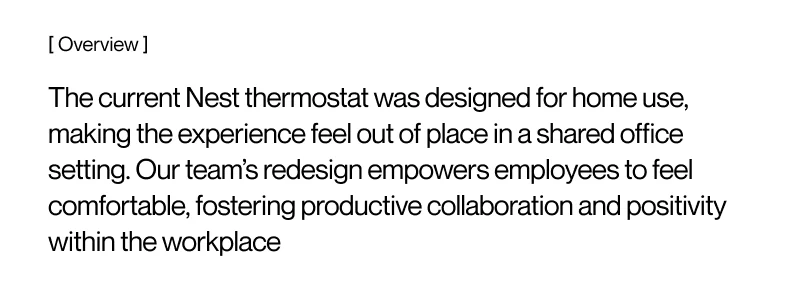 [ Overview ]
The current Nest thermostat was designed for home use,
making the experience feel out of place in a shared office
setting. Our team’s redesign empowers employees to feel
comfortable, fostering productive collaboration and positivity
within the workplace